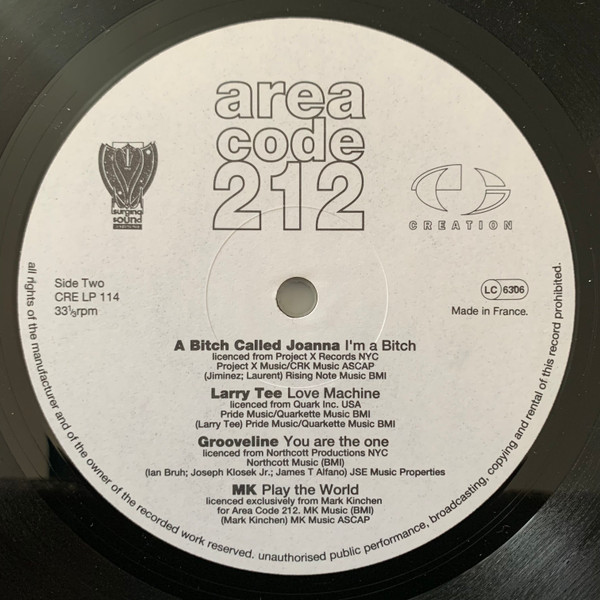 area
code
212
surging
sound
CREATION
Side Two
CRE LP 114
33⅓rpm
LC 6306
Made in France.
A Bitch Called Joanna I'm a Bitch
licenced from Project X Records NYC
Project X Music/CRK Music ASCAP
(Jiminez; Laurent) Rising Note Music BMI
Larry Tee Love Machine
licenced from Quark Inc. USA
Pride Music/Quarkette Music BMI
(Larry Tee) Pride Music/Quarkette Music BMI
Grooveline You are the one
licenced from Northcott Productions NYC
Northcott Music (BMI)
(Ian Bruh; Joseph Klosek Jr.; James T Alfano) JSE Music Properties
MK Play the World
licenced exclusively from Mark Kinchen
for Area Code 212. MK Music (BMI)
(Mark Kinchen) MK Music ASCAP
all rights of the manufacturer and of the owner of the recorded work reserved. unauthorised public performance, broadcasting, copying and rental of this record prohibited.